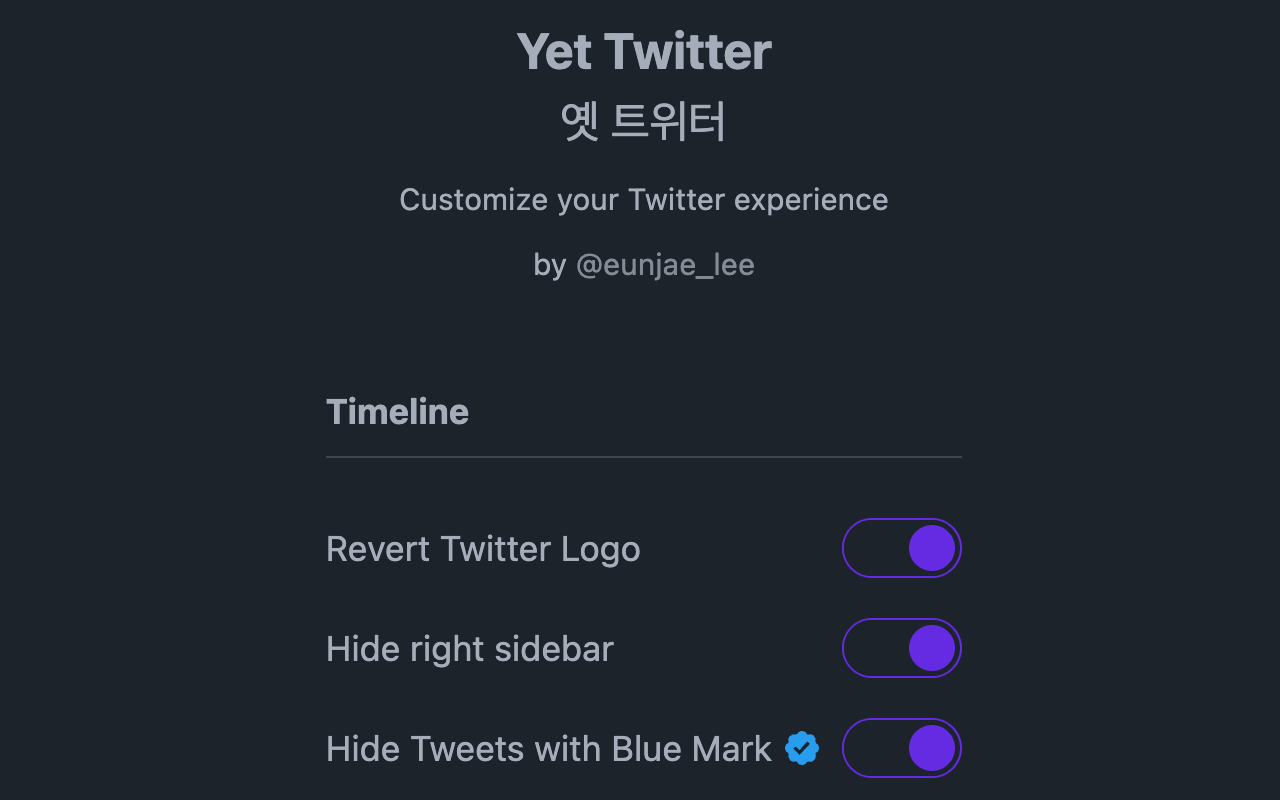 Yet Twitter
옛 트위터
Customize your Twitter experience
by @eunjae_lee
Timeline
Revert Twitter Logo
Hide right sidebar
Hide Tweets with Blue Mark